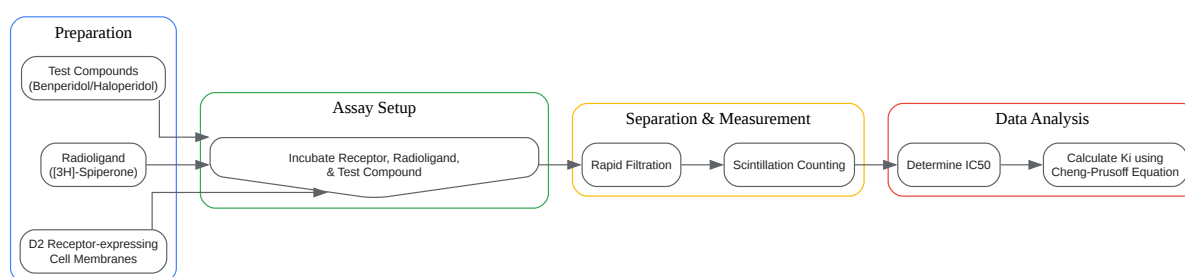 Preparation
Test Compounds
(Benperidol/Haloperidol)
Radioligand
([3H]-Spiperone)
D2 Receptor-expressing
Cell Membranes
Assay Setup
Incubate Receptor, Radioligand,
& Test Compound
Separation & Measurement
Rapid Filtration
Scintillation Counting
Data Analysis
Determine IC50
Calculate Ki using
Cheng-Prusoff Equation